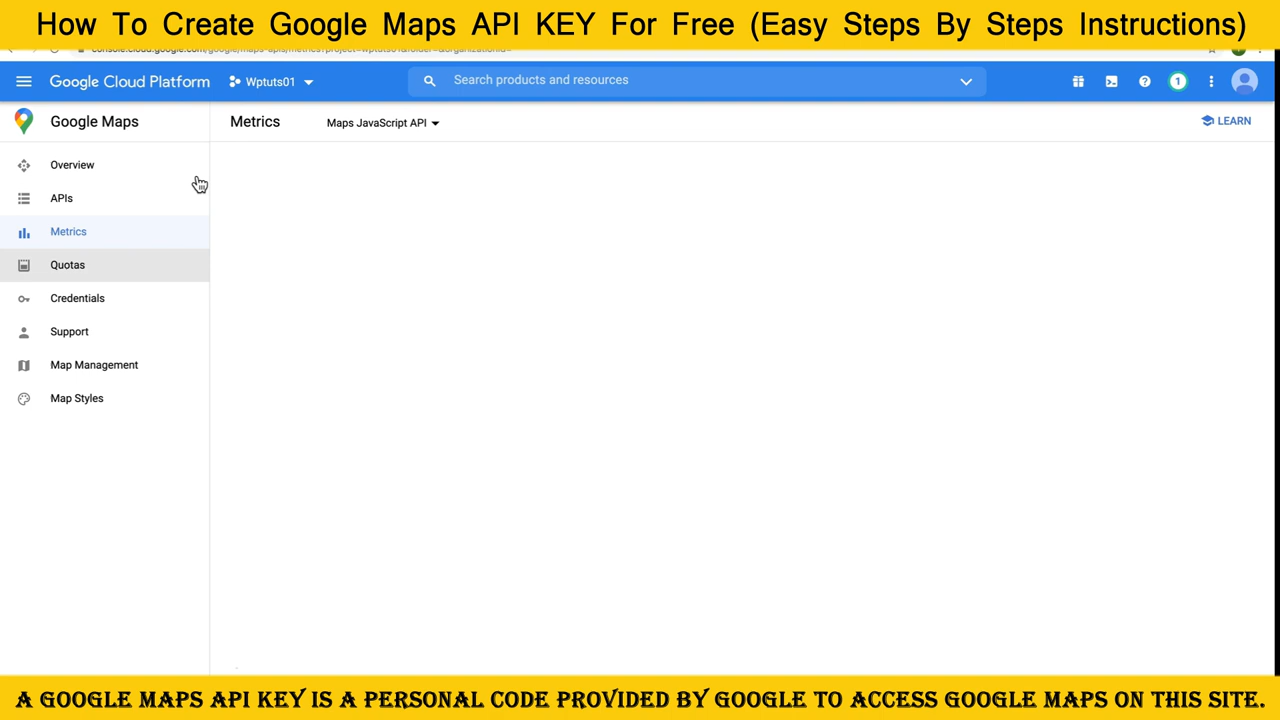 How To Create Google Maps API KEY For Free (Easy Steps By Steps Instructions)
Google Cloud Platform
Wptuts01
Search products and resources
1
Google Maps
Metrics
Maps JavaScript API
LEARN
Overview
APIs
Metrics
Quotas
Credentials
Support
Map Management
Map Styles
A GOOGLE MAPS API KEY IS A PERSONAL CODE PROVIDED BY GOOGLE TO ACCESS GOOGLE MAPS ON THIS SITE.